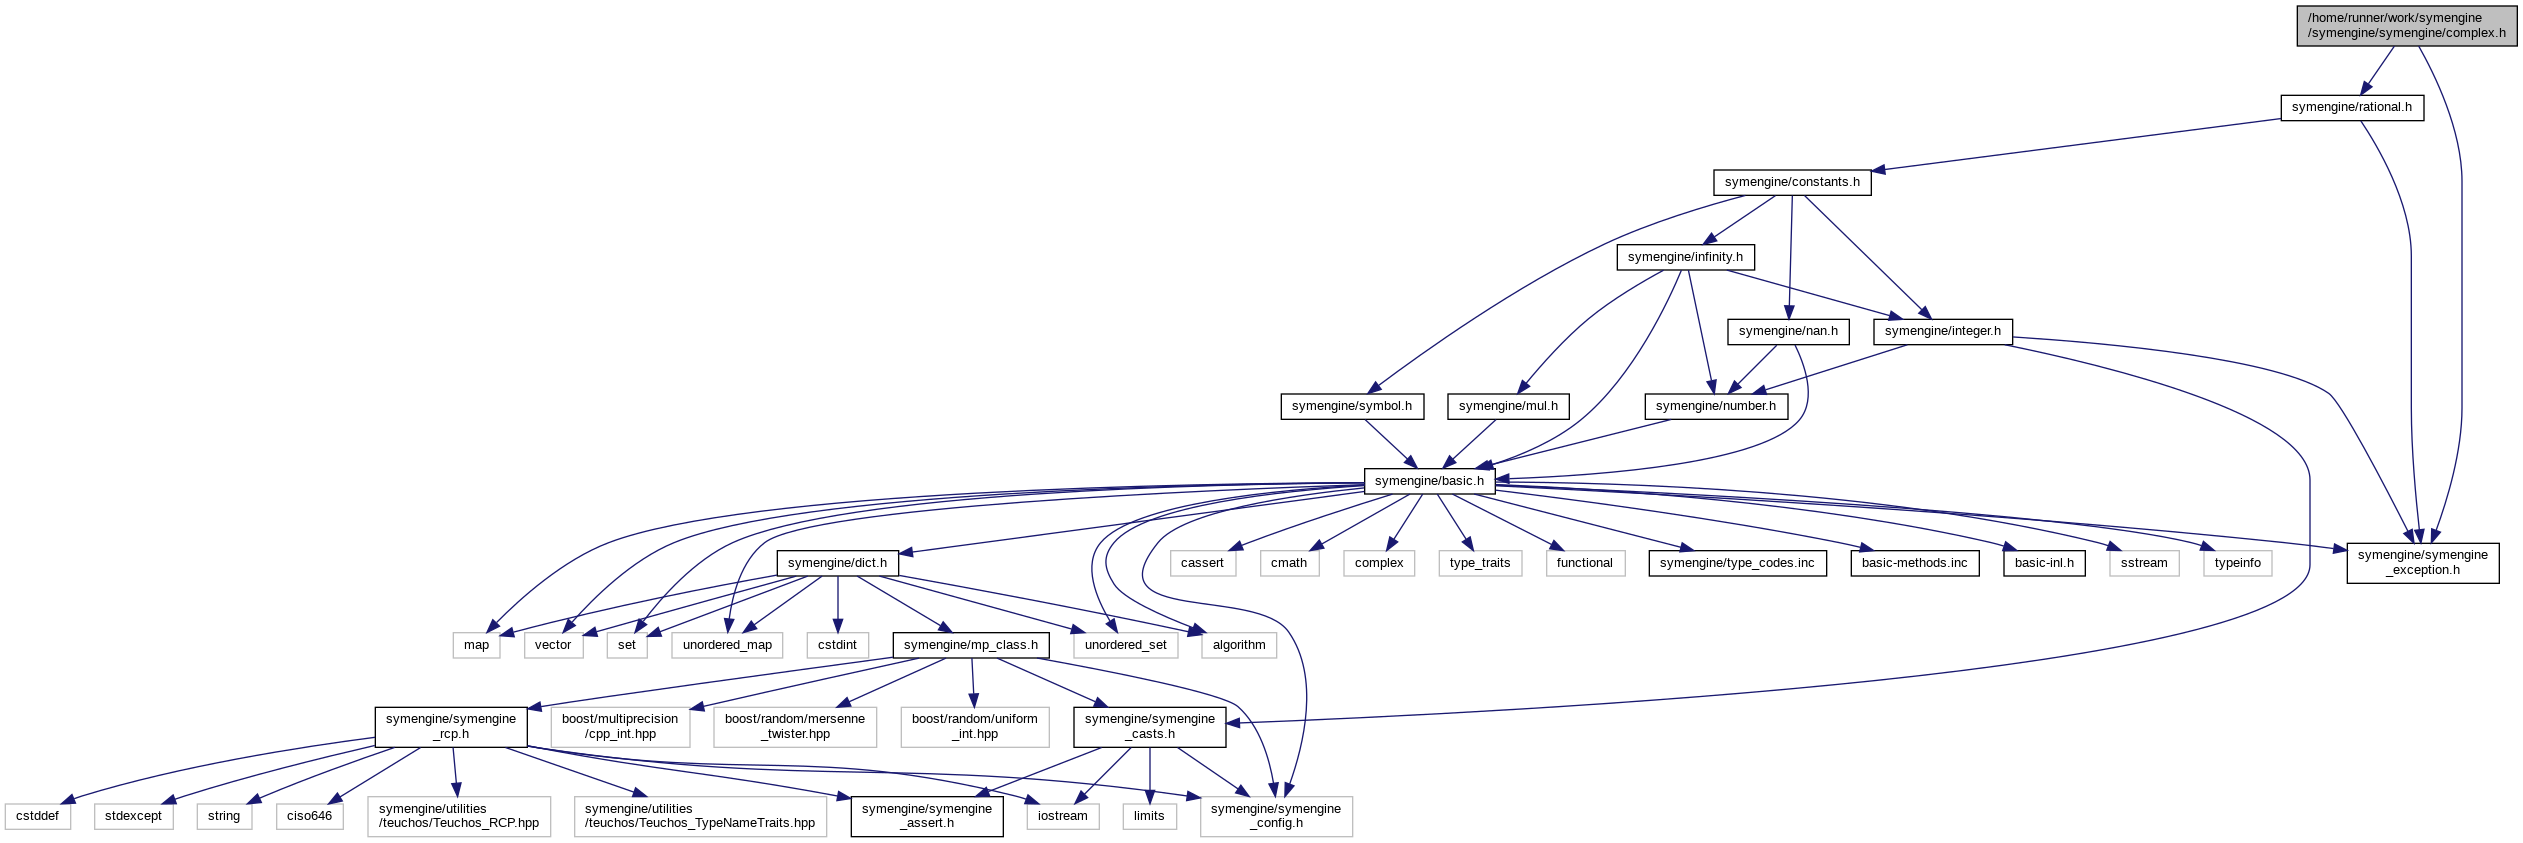 /home/runner/work/symengine
/symengine/symengine/complex.h
symengine/rational.h
symengine/constants.h
symengine/infinity.h
symengine/nan.h
symengine/integer.h
symengine/symbol.h
symengine/mul.h
symengine/number.h
symengine/basic.h
symengine/dict.h
cassert
cmath
complex
type_traits
functional
symengine/type_codes.inc
basic-methods.inc
basic-inl.h
sstream
typeinfo
symengine/symengine
_exception.h
map
vector
set
unordered_map
cstdint
symengine/mp_class.h
unordered_set
algorithm
symengine/symengine
_rcp.h
boost/multiprecision
/cpp_int.hpp
boost/random/mersenne
_twister.hpp
boost/random/uniform
_int.hpp
symengine/symengine
_casts.h
cstddef
stdexcept
string
ciso646
symengine/utilities
/teuchos/Teuchos_RCP.hpp
symengine/utilities
/teuchos/Teuchos_TypeNameTraits.hpp
symengine/symengine
_assert.h
iostream
limits
symengine/symengine
_config.h